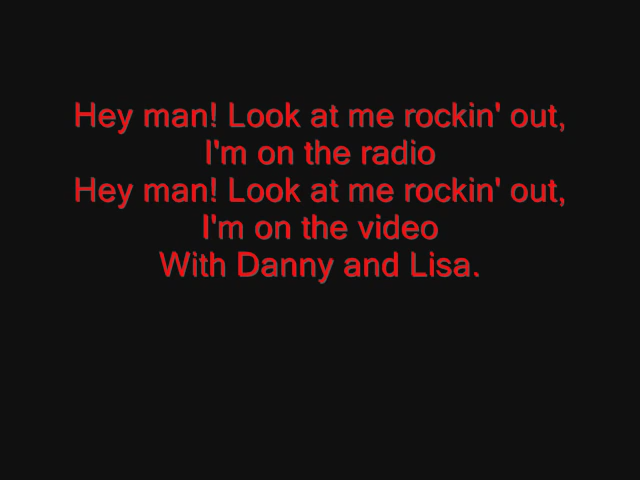 Hey man! Look at me rockin' out,
I'm on the radio
Hey man! Look at me rockin' out,
I'm on the video
With Danny and Lisa.